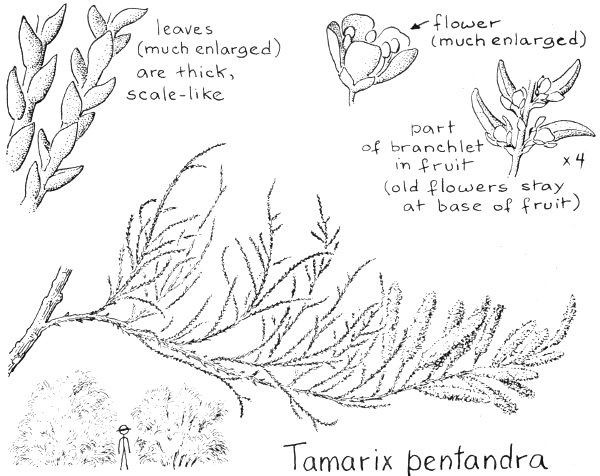 leaves
(much enlarged)
are thick,
scale-like
flower
(much enlarged)
part
of branchlet
in fruit
(old flowers stay
at base of fruit)
x 4
Tamarix pentandra